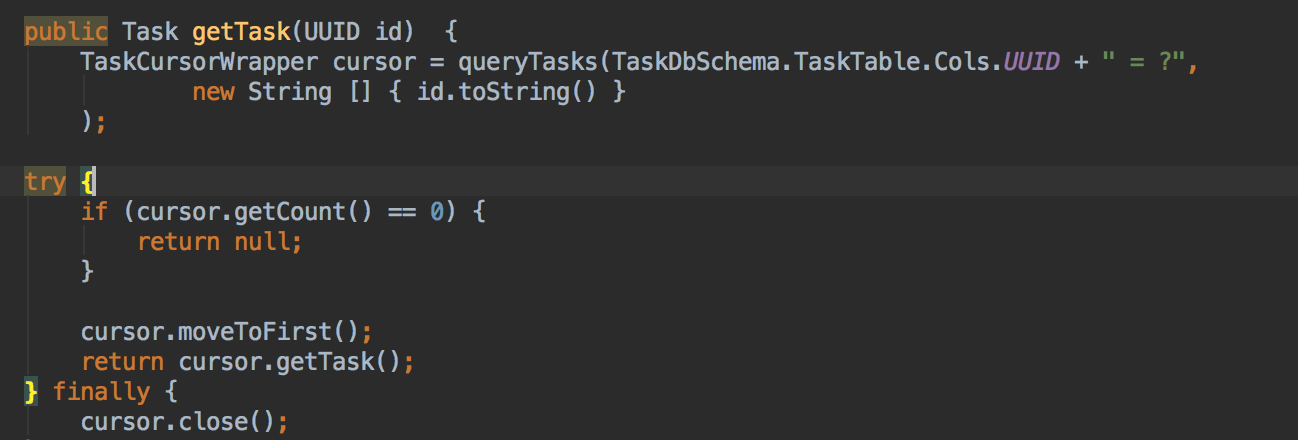 public Task getTask(UUID id)  {
    TaskCursorWrapper cursor = queryTasks(TaskDbSchema.TaskTable.Cols.UUID + " = ?",
            new String [] { id.toString() }
    );

try {
    if (cursor.getCount() == 0) {
        return null;
    }

    cursor.moveToFirst();
    return cursor.getTask();
} finally {
    cursor.close();